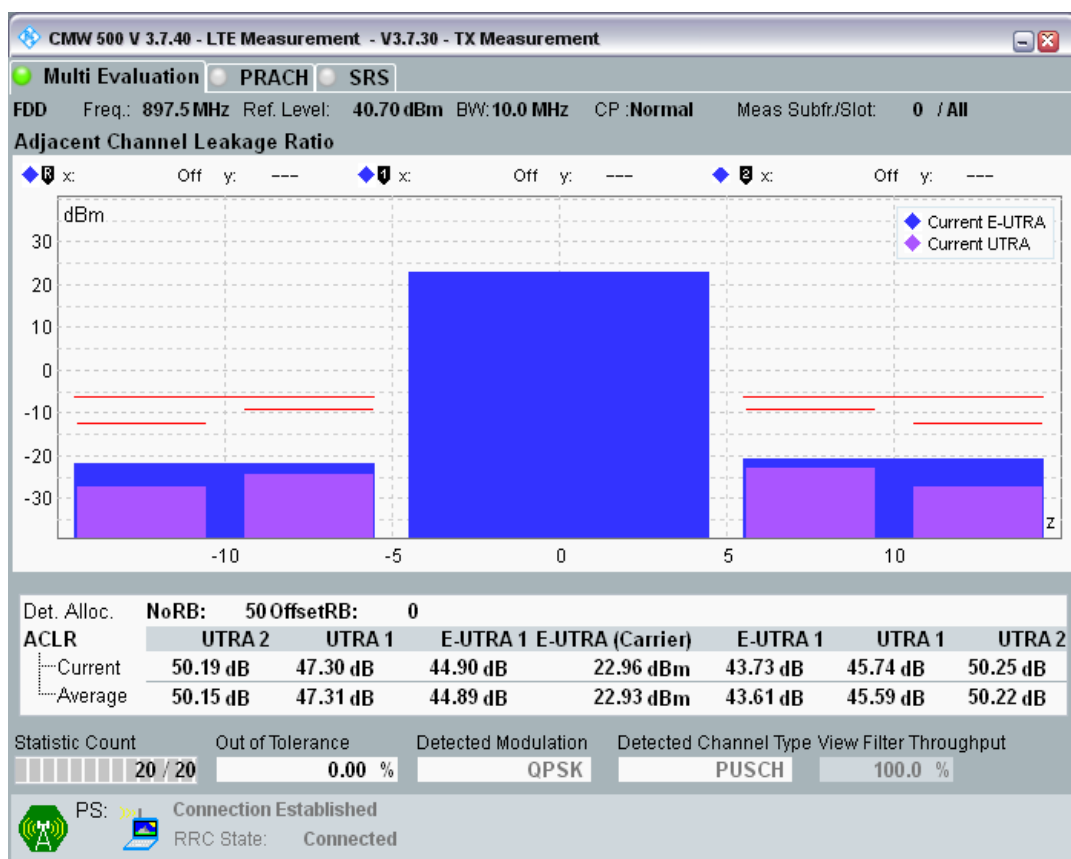 CMW 500 V 3.7.40 - LTE Measurement - V3.7.30 - TX Measurement
Multi Evaluation PRACH SRS
FDD Freq.: 897.5 MHz Ref. Level: 40.70 dBm BW: 10.0 MHz CP :Normal Meas Subfr./Slot: 0 / All
Adjacent Channel Leakage Ratio
R x: Off y: --- 1 x: Off y: --- 2 x: Off y: ---
dBm
Current E-UTRA
Current UTRA
30
20
10
0
-10
-20
-30
z
-10 -5 0 5 10
Det. Alloc. NoRB: 50 OffsetRB: 0
ACLR UTRA 2 UTRA 1 E-UTRA 1 E-UTRA (Carrier) E-UTRA 1 UTRA 1 UTRA 2
Current 50.19 dB 47.30 dB 44.90 dB 22.96 dBm 43.73 dB 45.74 dB 50.25 dB
Average 50.15 dB 47.31 dB 44.89 dB 22.93 dBm 43.61 dB 45.59 dB 50.22 dB
Statistic Count Out of Tolerance Detected Modulation Detected Channel Type View Filter Throughput
20 / 20 0.00 % QPSK PUSCH 100.0 %
PS: Connection Established
RRC State: Connected